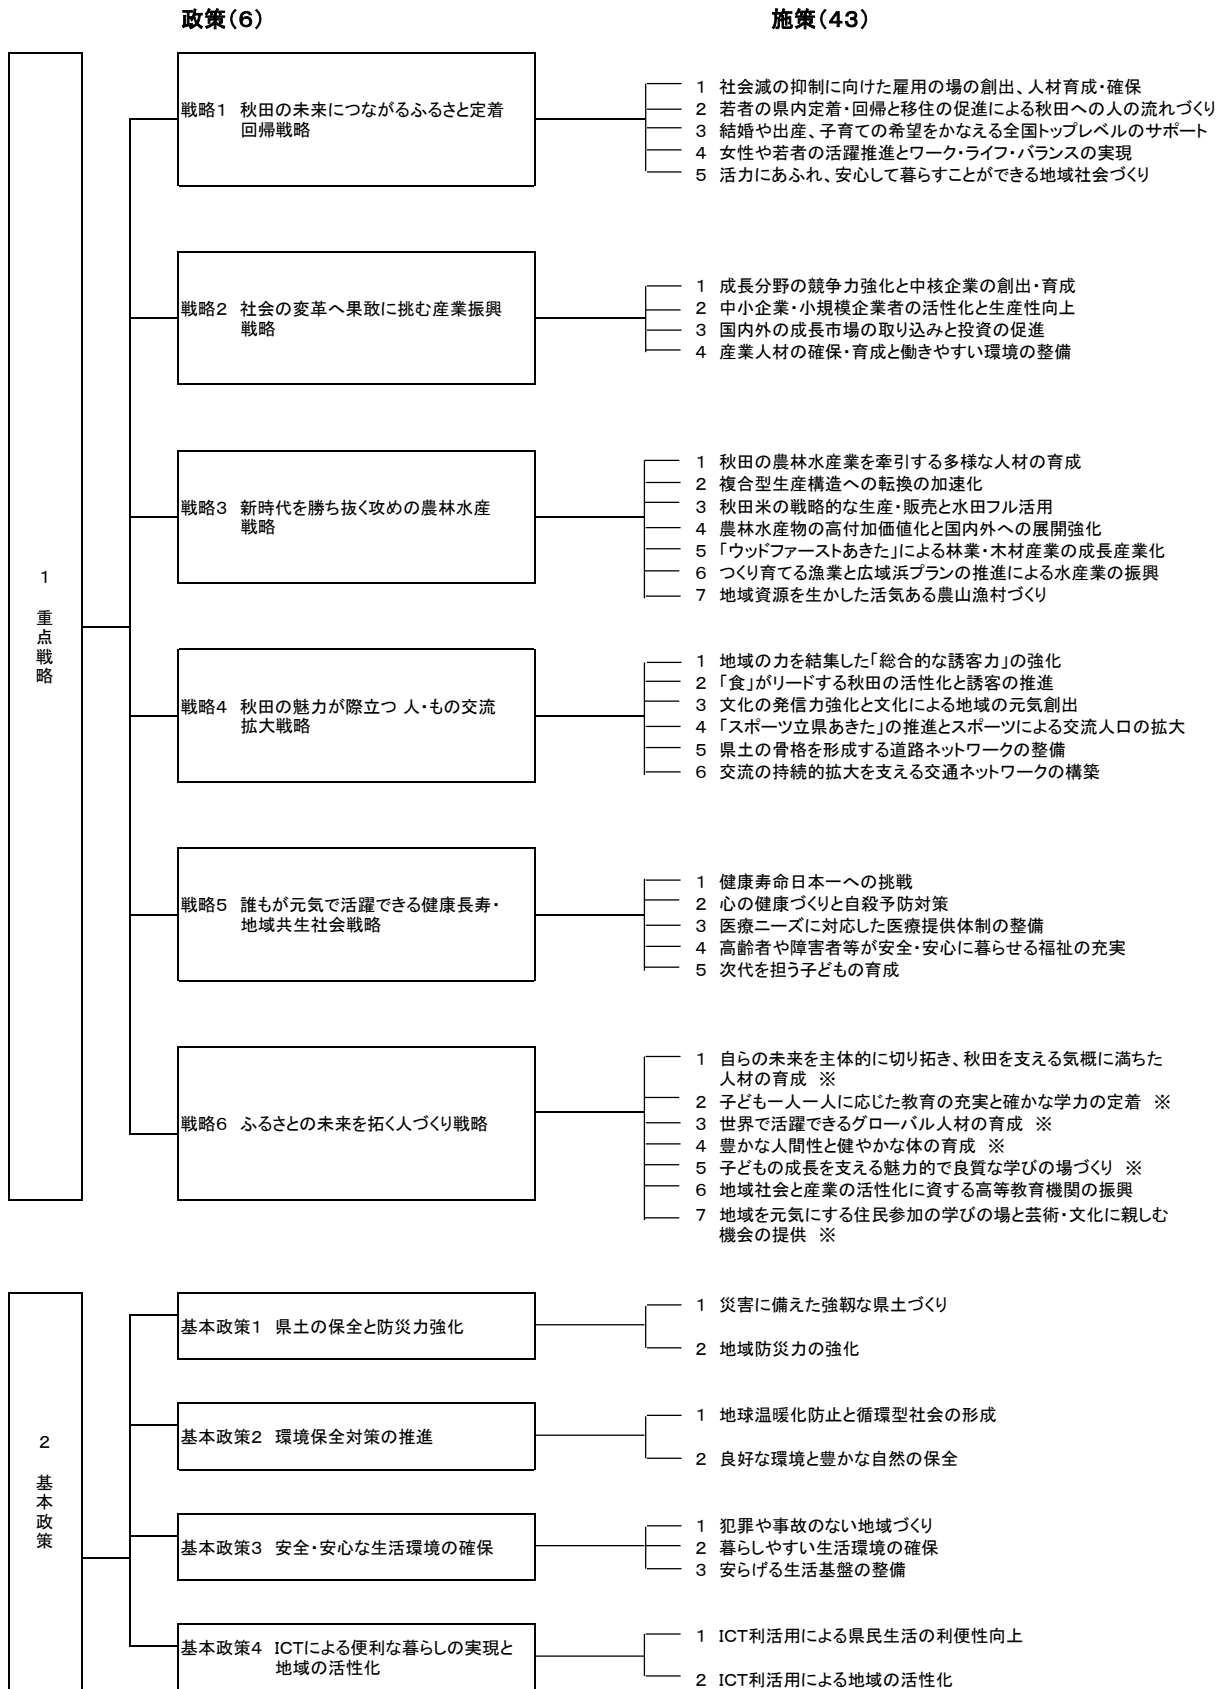 政策(6)
施策(43)
1 重点戦略
戦略1 秋田の未来につながるふるさと定着
回帰戦略
1 社会減の抑制に向けた雇用の場の創出、人材育成・確保
2 若者の県内定着・回帰と移住の促進による秋田への人の流れづくり
3 結婚や出産、子育ての希望をかなえる全国トップレベルのサポート
4 女性や若者の活躍推進とワーク・ライフ・バランスの実現
5 活力にあふれ、安心して暮らすことができる地域社会づくり
戦略2 社会の変革へ果敢に挑む産業振興
戦略
1 成長分野の競争力強化と中核企業の創出・育成
2 中小企業・小規模企業者の活性化と生産性向上
3 国内外の成長市場の取り込みと投資の促進
4 産業人材の確保・育成と働きやすい環境の整備
戦略3 新時代を勝ち抜く攻めの農林水産
戦略
1 秋田の農林水産業を牽引する多様な人材の育成
2 複合型生産構造への転換の加速化
3 秋田米の戦略的な生産・販売と水田フル活用
4 農林水産物の高付加価値化と国内外への展開強化
5 「ウッドファーストあきた」による林業・木材産業の成長産業化
6 つくり育てる漁業と広域浜プランの推進による水産業の振興
7 地域資源を生かした活気ある農山漁村づくり
戦略4 秋田の魅力が際立つ 人・もの交流
拡大戦略
1 地域の力を結集した「総合的な誘客力」の強化
2 「食」がリードする秋田の活性化と誘客の推進
3 文化の発信力強化と文化による地域の元気創出
4 「スポーツ立県あきた」の推進とスポーツによる交流人口の拡大
5 県土の骨格を形成する道路ネットワークの整備
6 交流の持続的拡大を支える交通ネットワークの構築
戦略5 誰もが元気で活躍できる健康長寿・
地域共生社会戦略
1 健康寿命日本一への挑戦
2 心の健康づくりと自殺予防対策
3 医療ニーズに対応した医療提供体制の整備
4 高齢者や障害者等が安全・安心に暮らせる福祉の充実
5 次代を担う子どもの育成
戦略6 ふるさとの未来を拓く人づくり戦略
1 自らの未来を主体的に切り拓き、秋田を支える気概に満ちた
人材の育成 ※
2 子ども一人一人に応じた教育の充実と確かな学力の定着 ※
3 世界で活躍できるグローバル人材の育成 ※
4 豊かな人間性と健やかな体の育成 ※
5 子どもの成長を支える魅力的で良質な学びの場づくり ※
6 地域社会と産業の活性化に資する高等教育機関の振興
7 地域を元気にする住民参加の学びの場と芸術・文化に親しむ
機会の提供 ※
2 基本政策
基本政策1 県土の保全と防災力強化
1 災害に備えた強靱な県土づくり
2 地域防災力の強化
基本政策2 環境保全対策の推進
1 地球温暖化防止と循環型社会の形成
2 良好な環境と豊かな自然の保全
基本政策3 安全・安心な生活環境の確保
1 犯罪や事故のない地域づくり
2 暮らしやすい生活環境の確保
3 安らげる生活基盤の整備
基本政策4 ICTによる便利な暮らしの実現と
地域の活性化
1 ICT利活用による県民生活の利便性向上
2 ICT利活用による地域の活性化